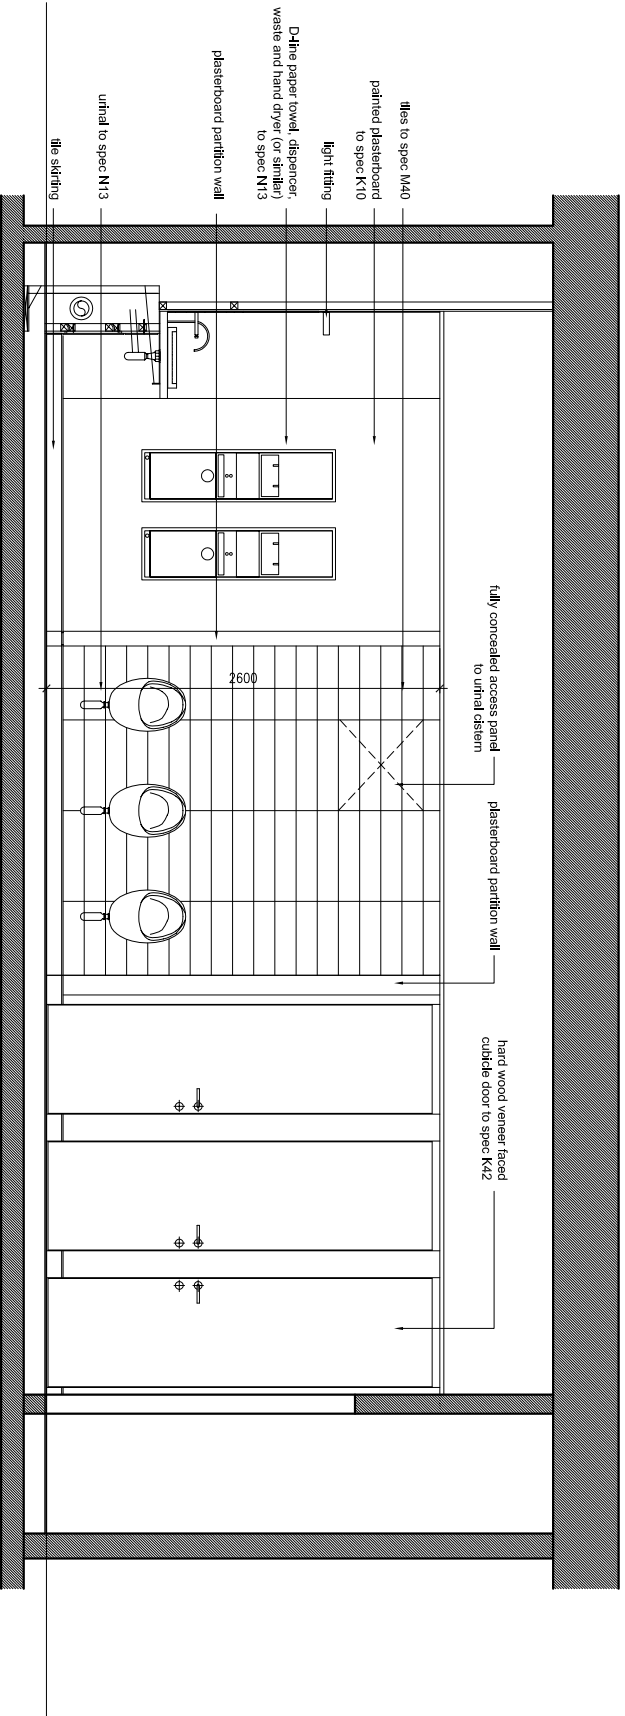 tiles to spec M40
painted plasterboard
to spec K10
light fitting
D-line paper towel, dispencer,
waste and hand dryer (or similar)
to spec N13
plasterboard partition wall
urinal to spec N13
tile skirting
2600
fully concealed access panel
to urinal cistern
plasterboard partition wall
hard wood veneer faced
cubicle door to spec K42